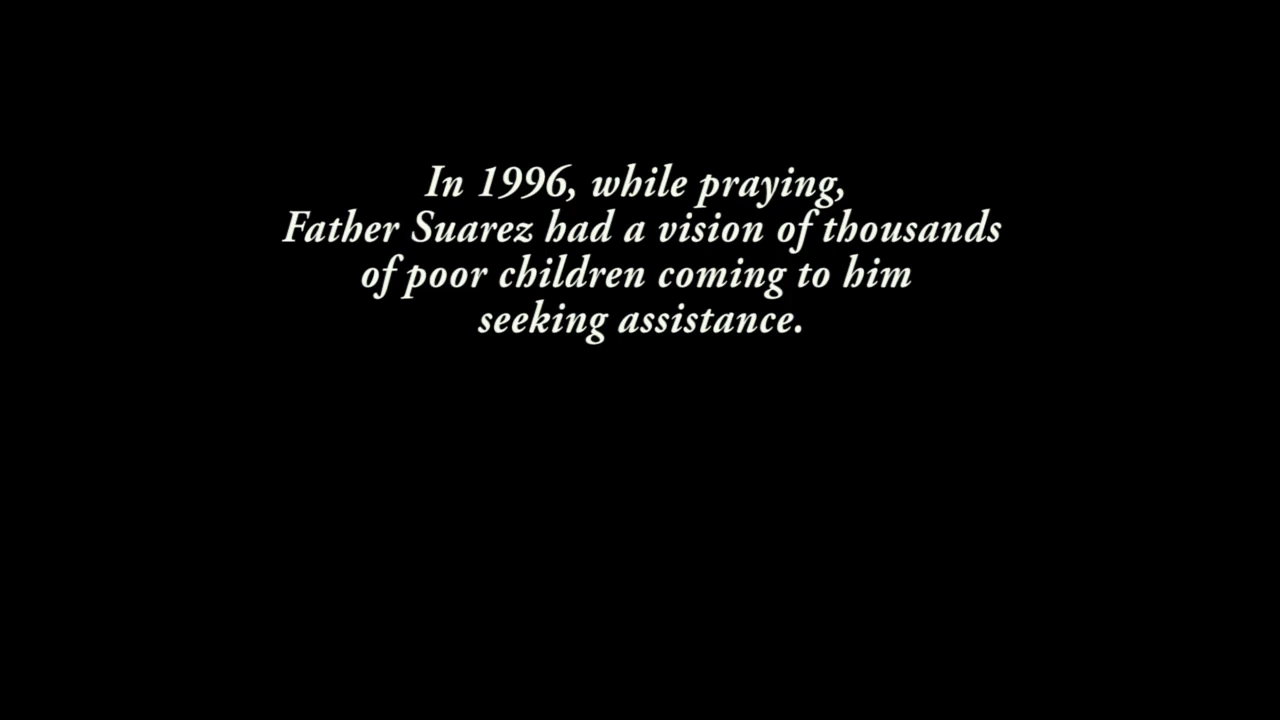 In 1996, while praying,
Father Suarez had a vision of thousands
of poor children coming to him
seeking assistance.